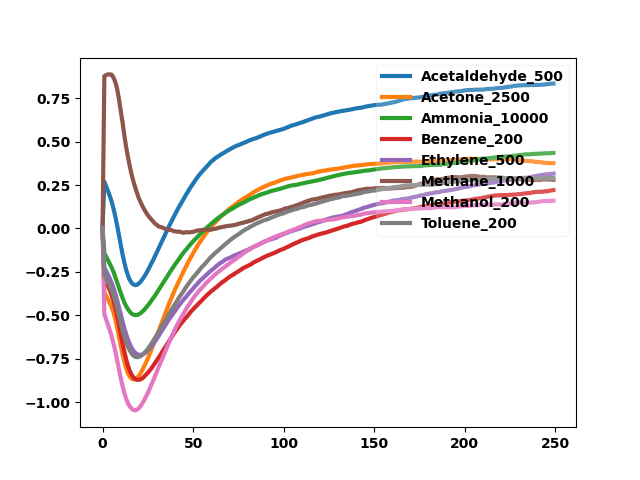 0.75
0.50
0.25
0.00
−0.25
−0.50
−0.75
−1.00
0
50
100
150
200
250
Acetaldehyde_500
Acetone_2500
Ammonia_10000
Benzene_200
Ethylene_500
Methane_1000
Methanol_200
Toluene_200